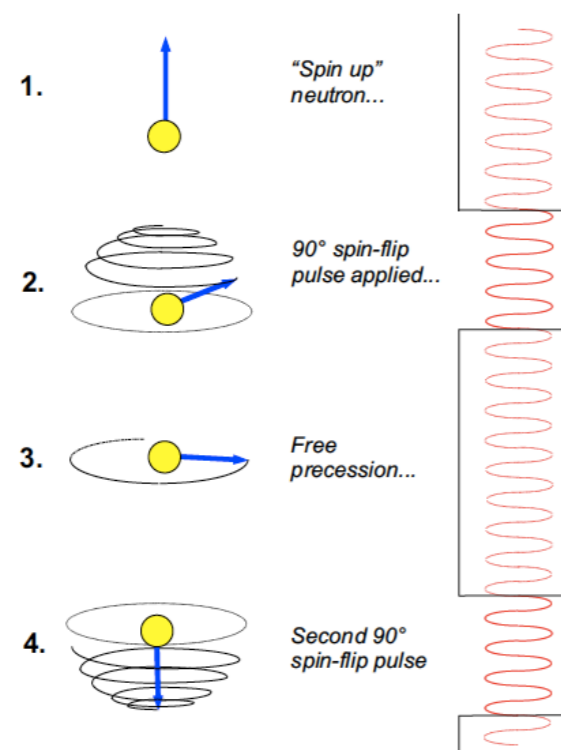 1.
“Spin up”
neutron...
2.
90° spin-flip
pulse applied...
3.
Free
precession...
4.
Second 90°
spin-flip pulse